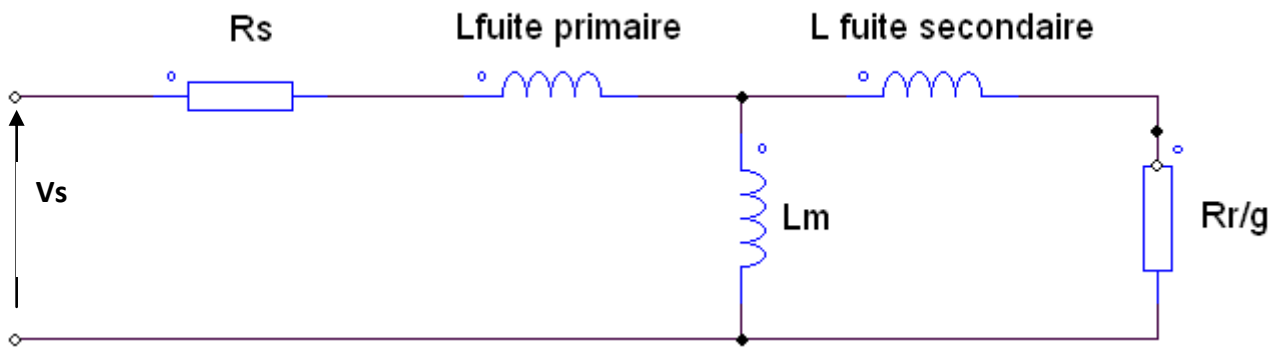 Rs
Lfuite primaire
L fuite secondaire
Vs
Lm
Rr/g